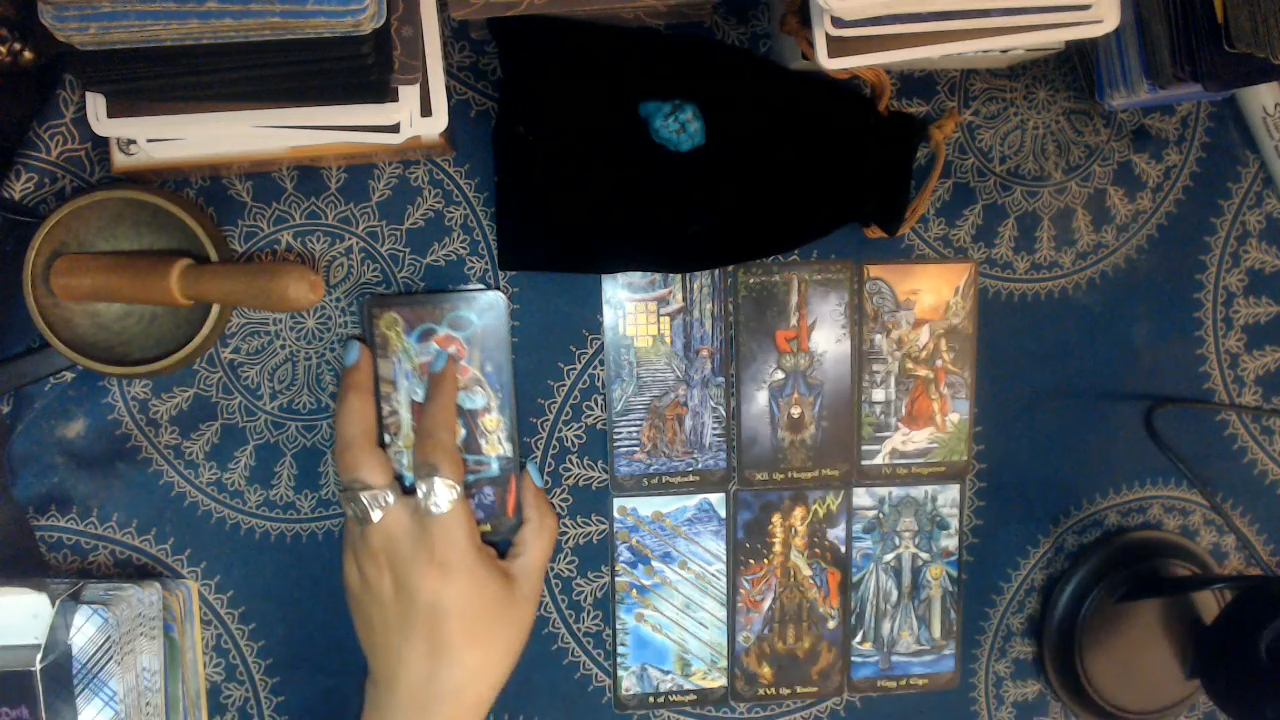 5 of Pentacles
XII the Hanged Man
IV the Emperor
8 of Wands
XVI the Tower
King of Cups